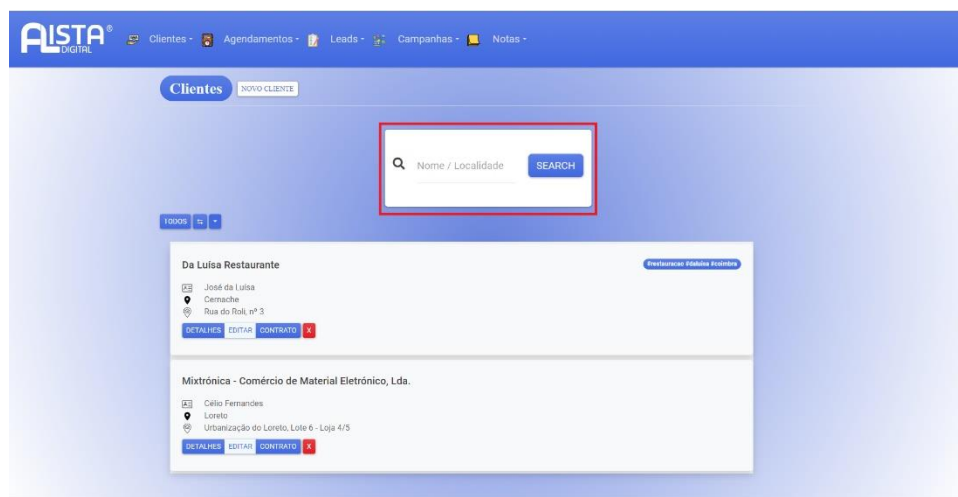 ALISTA®
DIGITAL
Clientes
Agendamentos
Leads
Campanhas
Notas
Clientes
NOVO CLIENTE
Nome / Localidade
SEARCH
TODOS
Da Luísa Restaurante
#restauracao #daluisa #coimbra
José da Luisa
Cernache
Rua do Roli, nº 3
DETALHES EDITAR CONTRATO X
Mixtrónica - Comércio de Material Eletrónico, Lda.
Célio Fernandes
Loreto
Urbanização do Loreto, Lote 6 - Loja 4/5
DETALHES EDITAR CONTRATO X